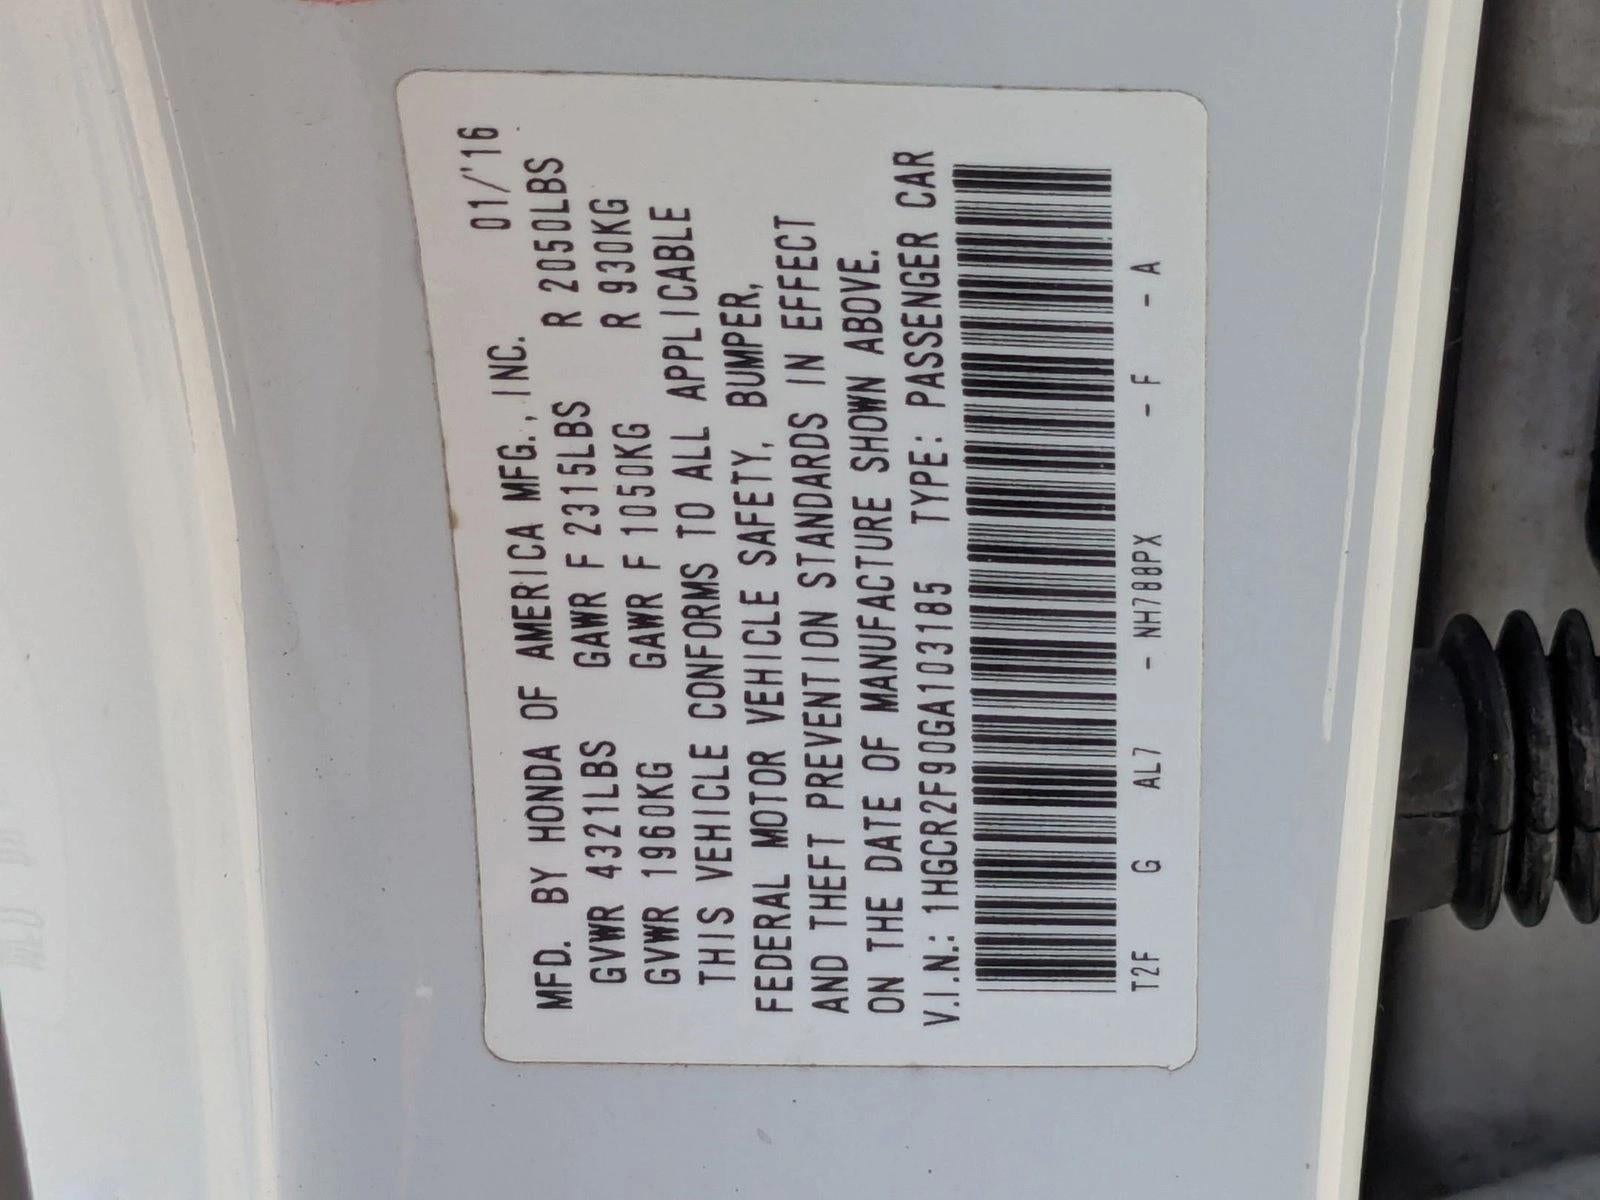 MFD. BY HONDA OF AMERICA MFG., INC. 01/'16
GVWR 4321LBS GAWR F 2315LBS R 2050LBS
GVWR 1960KG GAWR F 1050KG R 930KG
THIS VEHICLE CONFORMS TO ALL APPLICABLE
FEDERAL MOTOR VEHICLE SAFETY, BUMPER,
AND THEFT PREVENTION STANDARDS IN EFFECT
ON THE DATE OF MANUFACTURE SHOWN ABOVE.
V.I.N.: 1HGCR2F90GA103185 TYPE: PASSENGER CAR
T2F G AL7 - NH788PX - F - A